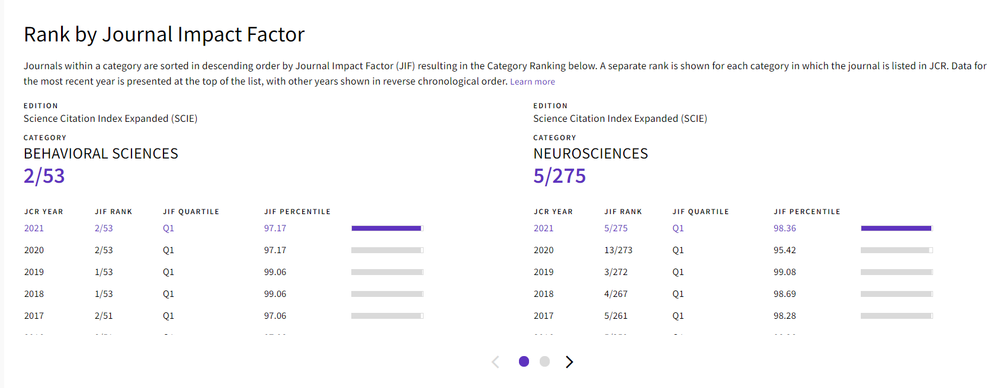 Rank by Journal Impact Factor
Journals within a category are sorted in descending order by Journal Impact Factor (JIF) resulting in the Category Ranking below. A separate rank is shown for each category in which the journal is listed in JCR. Data for
the most recent year is presented at the top of the list, with other years shown in reverse chronological order. Learn more
EDITION
Science Citation Index Expanded (SCIE)
CATEGORY
BEHAVIORAL SCIENCES
2/53
JCR YEAR JIF RANK JIF QUARTILE JIF PERCENTILE
2021 2/53 Q1 97.17
2020 2/53 Q1 97.17
2019 1/53 Q1 99.06
2018 1/53 Q1 99.06
2017 2/51 Q1 97.06
EDITION
Science Citation Index Expanded (SCIE)
CATEGORY
NEUROSCIENCES
5/275
JCR YEAR JIF RANK JIF QUARTILE JIF PERCENTILE
2021 5/275 Q1 98.36
2020 13/273 Q1 95.42
2019 3/272 Q1 99.08
2018 4/267 Q1 98.69
2017 5/261 Q1 98.28